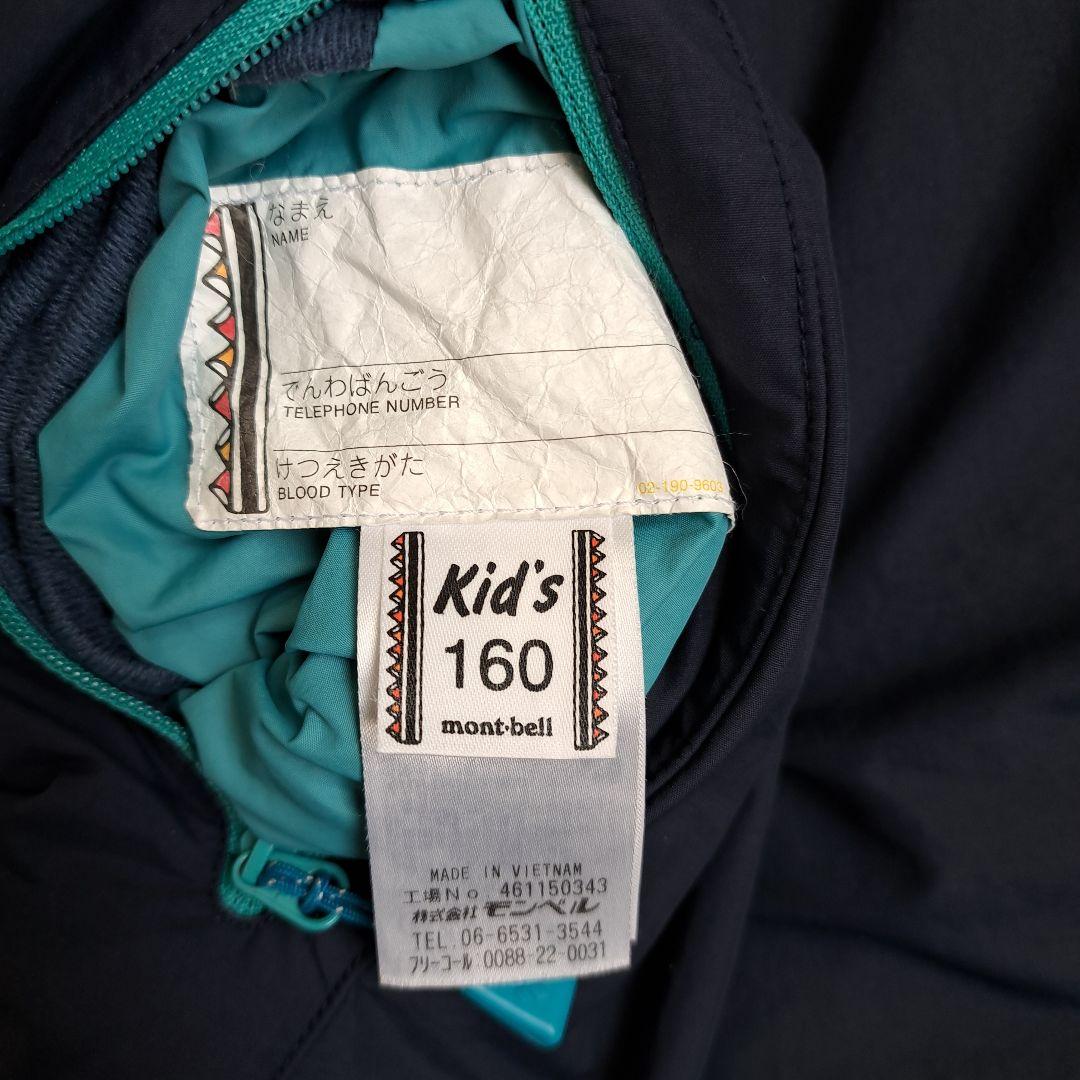 なまえ
NAME
でんわばんごう
TELEPHONE NUMBER
けつえきがた
BLOOD TYPE
02-190-9603
Kid's
160
mont·bell
MADE IN VIETNAM
工場No 461150343
株式会社モンベル
TEL 06-6531-3544
フリーコール 0088-22-0031